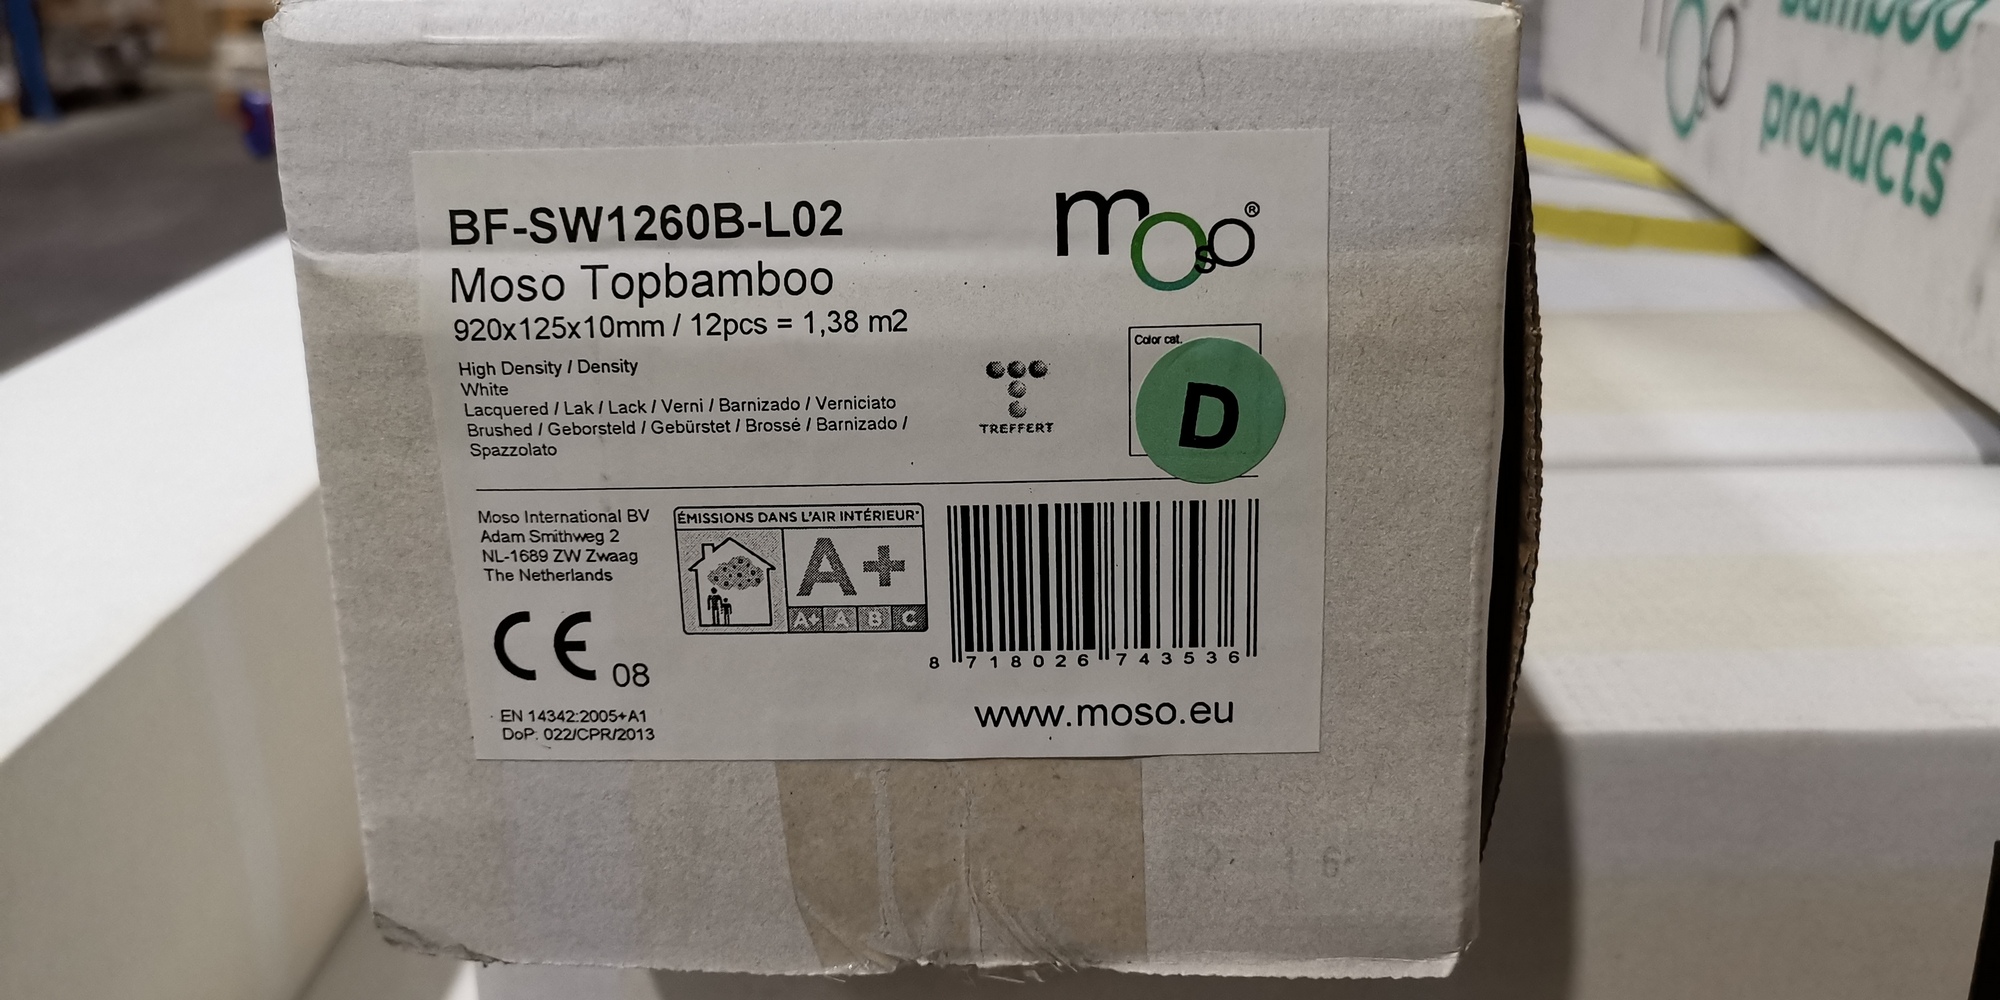 BF-SW1260B-L02
Moso Topbamboo
920x125x10mm / 12pcs = 1,38 m2
High Density / Density
White
Lacquered / Lak / Lack / Verni / Barnizado / Verniciato
Brushed / Geborsteld / Gebürstet / Brossé / Barnizado /
Spazzolato
moso®
TREFFERT
Color cat.
D
Moso International BV
Adam Smithweg 2
NL-1689 ZW Zwaag
The Netherlands
CE 08
EN 14342:2005+A1
DoP: 022/CPR/2013
ÉMISSIONS DANS L'AIR INTÉRIEUR*
A+
A+ A B C
8 718026 743536
www.moso.eu
moso
bamboo
products